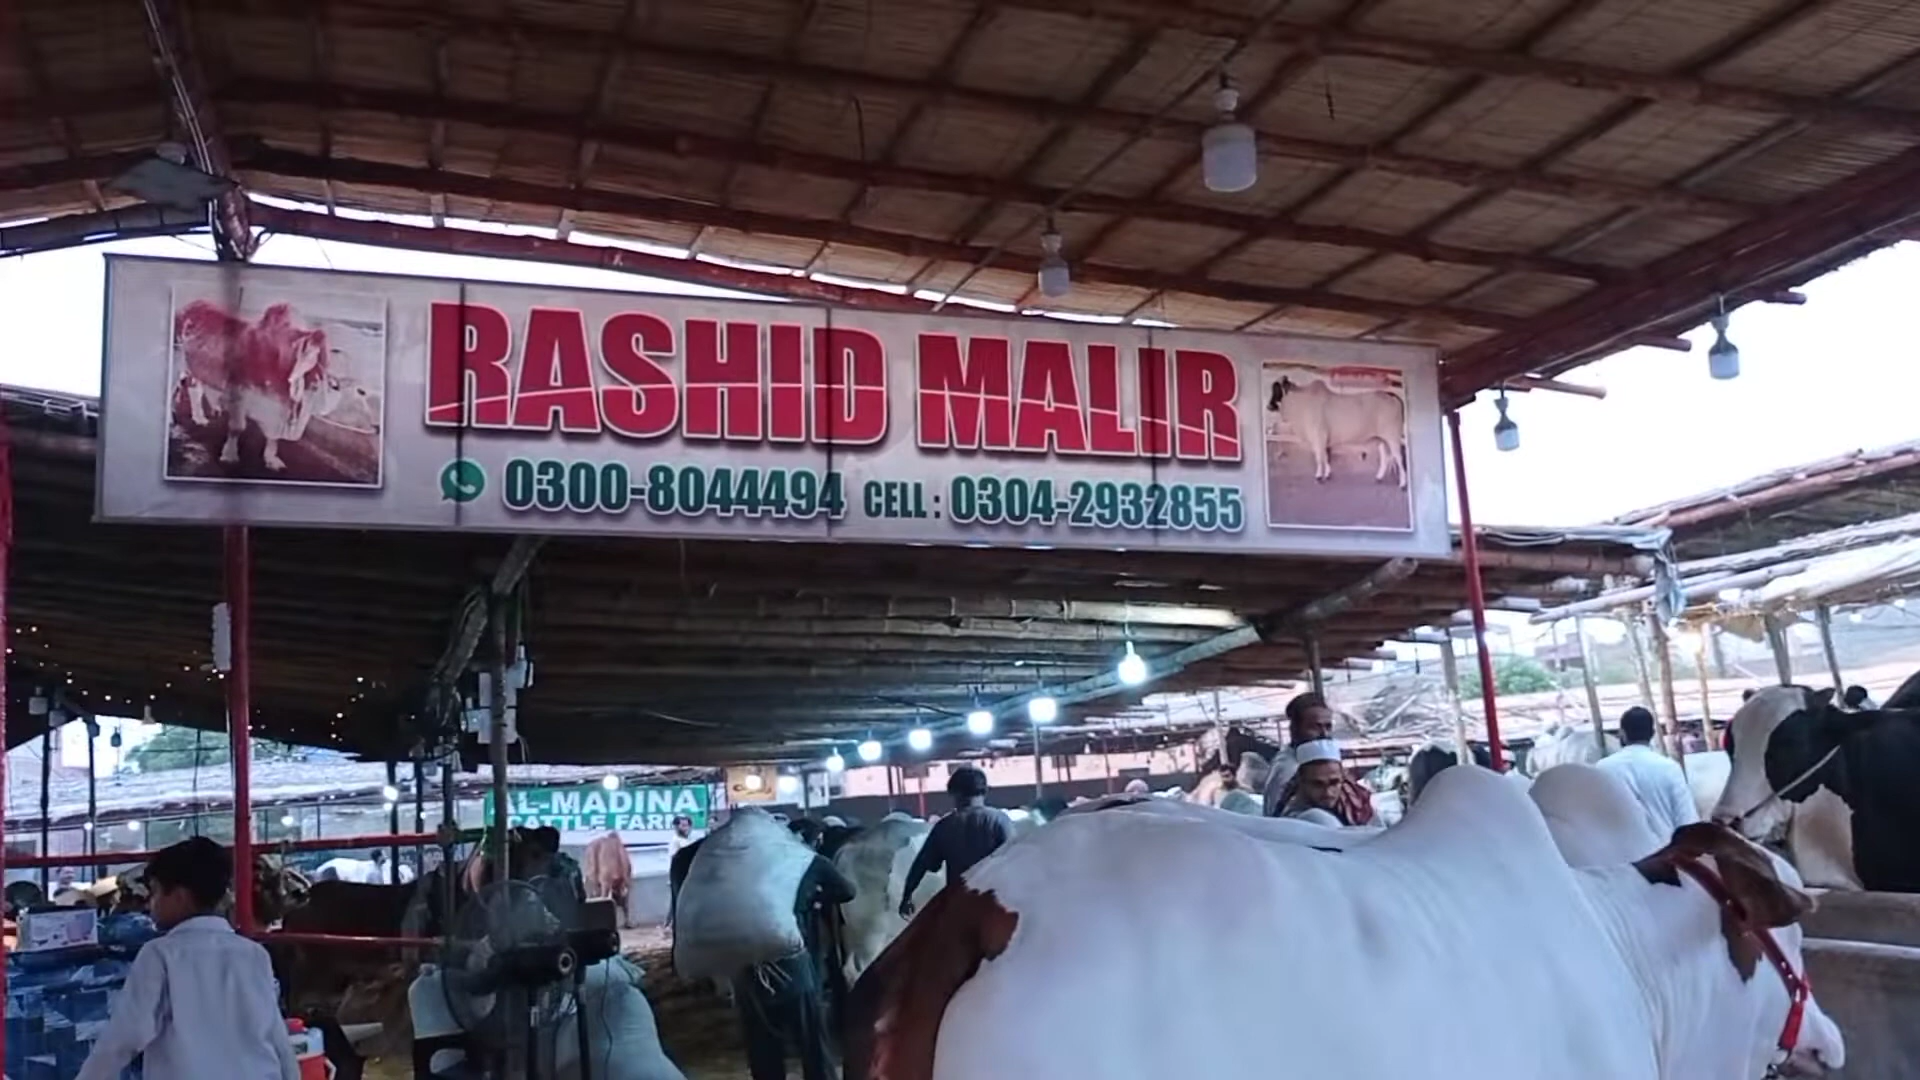 RASHID MALIR
0300-8044494 CELL : 0304-2932855
AL-MADINA
CATTLE FARM